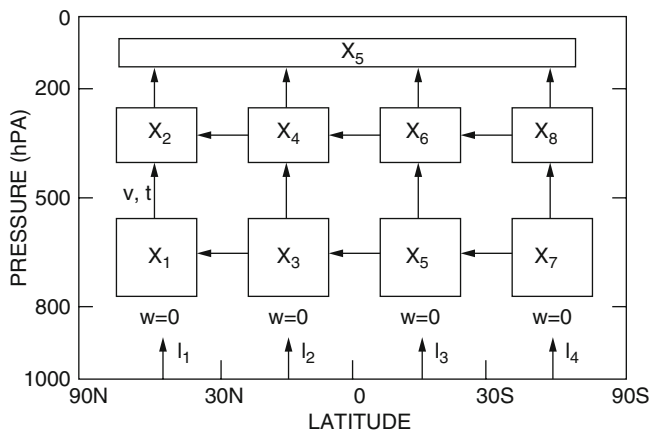 0
X5
200
X2 X4 X6 X8
PRESSURE (hPA)
500
v, t
X1 X3 X5 X7
800
w=0 w=0 w=0 w=0
I1 I2 I3 I4
1000
90N 30N 0 30S 90S
LATITUDE